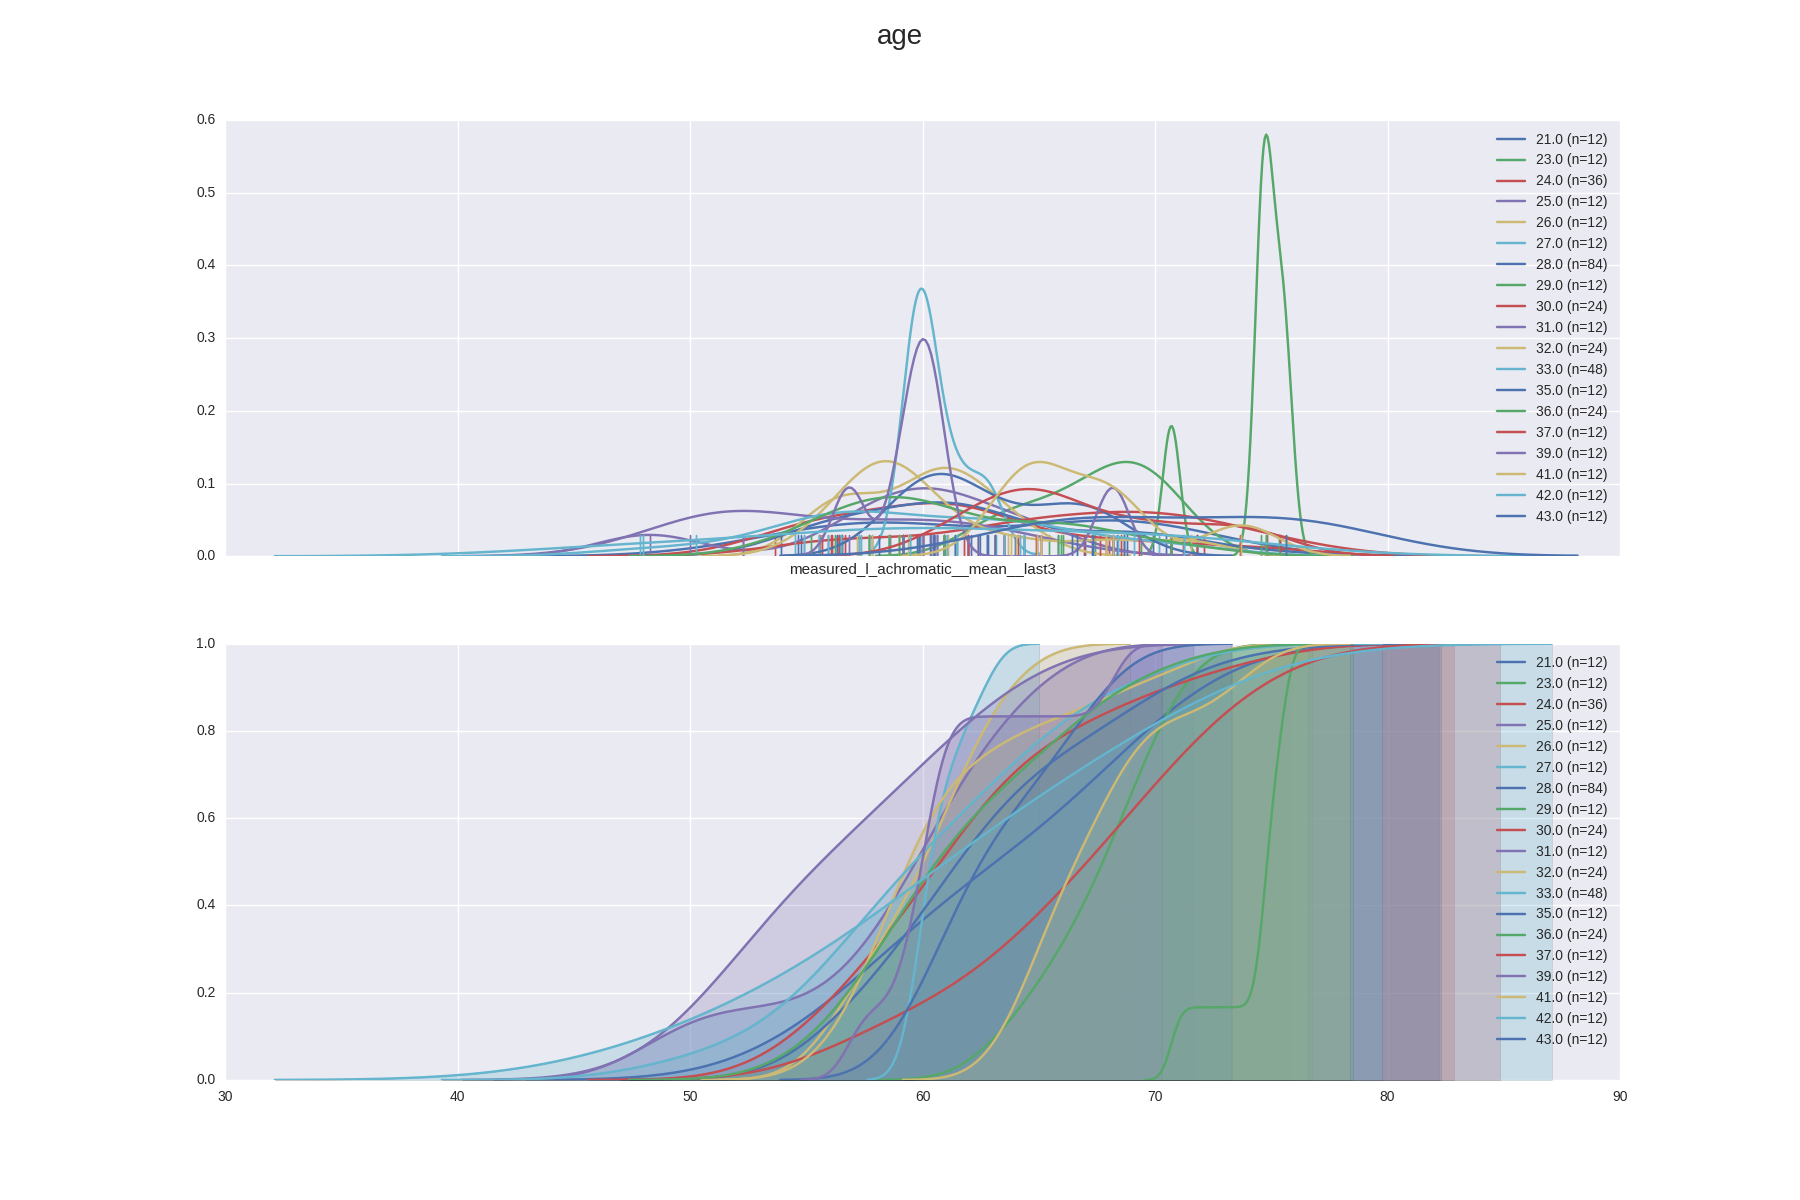 age
0.6
0.5
0.4
0.3
0.2
0.1
0.0
21.0 (n=12)
23.0 (n=12)
24.0 (n=36)
25.0 (n=12)
26.0 (n=12)
27.0 (n=12)
28.0 (n=84)
29.0 (n=12)
30.0 (n=24)
31.0 (n=12)
32.0 (n=24)
33.0 (n=48)
35.0 (n=12)
36.0 (n=24)
37.0 (n=12)
39.0 (n=12)
41.0 (n=12)
42.0 (n=12)
43.0 (n=12)
measured_l_achromatic__mean__last3
1.0
0.8
0.6
0.4
0.2
0.0
21.0 (n=12)
23.0 (n=12)
24.0 (n=36)
25.0 (n=12)
26.0 (n=12)
27.0 (n=12)
28.0 (n=84)
29.0 (n=12)
30.0 (n=24)
31.0 (n=12)
32.0 (n=24)
33.0 (n=48)
35.0 (n=12)
36.0 (n=24)
37.0 (n=12)
39.0 (n=12)
41.0 (n=12)
42.0 (n=12)
43.0 (n=12)
30 40 50 60 70 80 90